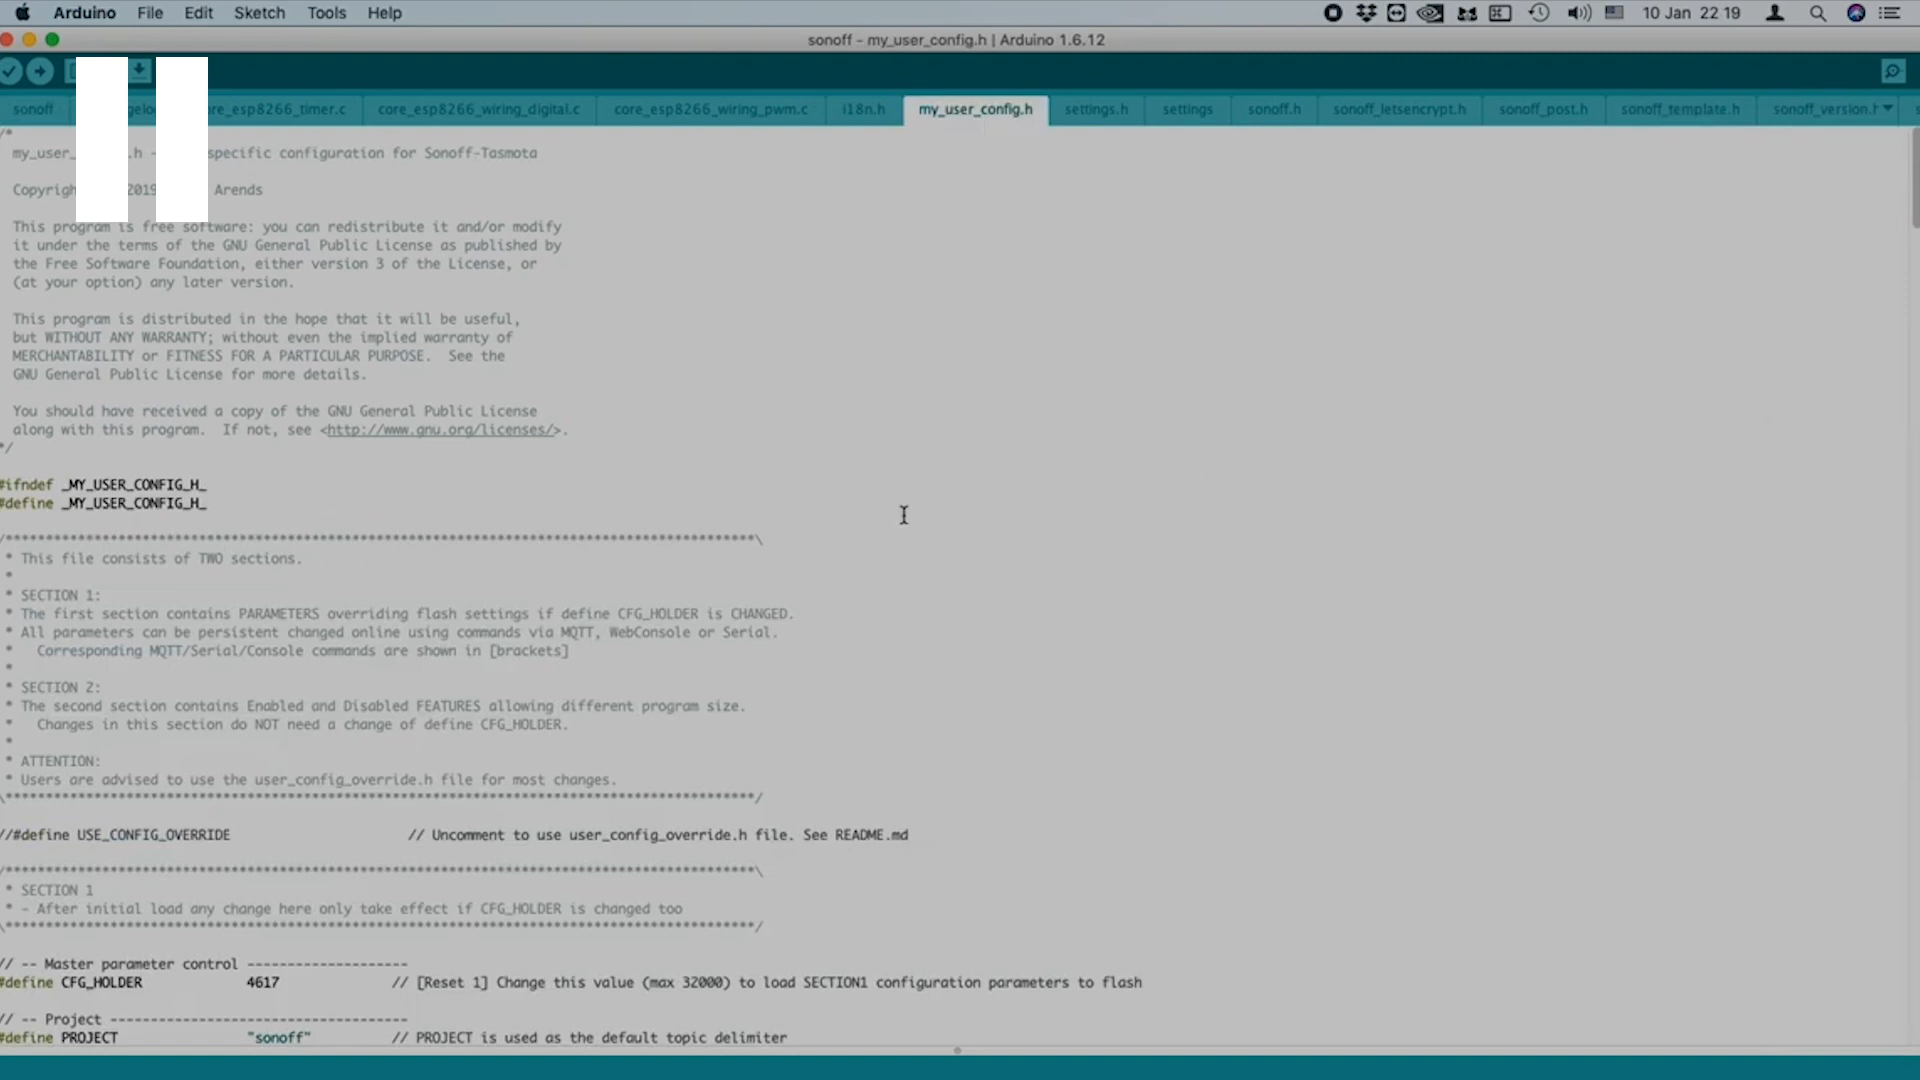 Arduino File Edit Sketch Tools Help 10 Jan 22 19
sonoff - my_user_config.h | Arduino 1.6.12
sonoff core_esp8266_wiring_digital.c core_esp8266_wiring_pwm.c i18n.h my_user_config.h settings.h settings sonoff.h sonoff_letsencrypt.h sonoff_post.h sonoff_template.h sonoff_version.h
/*
specific configuration for Sonoff-Tasmota
2019 Arends
This program is free software: you can redistribute it and/or modify
it under the terms of the GNU General Public License as published by
the Free Software Foundation, either version 3 of the License, or
(at your option) any later version.
This program is distributed in the hope that it will be useful,
but WITHOUT ANY WARRANTY; without even the implied warranty of
MERCHANTABILITY or FITNESS FOR A PARTICULAR PURPOSE. See the
GNU General Public License for more details.
You should have received a copy of the GNU General Public License
along with this program. If not, see <http://www.gnu.org/licenses/>.
*/
#ifndef _MY_USER_CONFIG_H_
#define _MY_USER_CONFIG_H_
/*********************************************************************************************\
* This file consists of TWO sections.
*
* SECTION 1:
* The first section contains PARAMETERS overriding flash settings if define CFG_HOLDER is CHANGED.
* All parameters can be persistent changed online using commands via MQTT, WebConsole or Serial.
* Corresponding MQTT/Serial/Console commands are shown in [brackets]
*
* SECTION 2:
* The second section contains Enabled and Disabled FEATURES allowing different program size.
* Changes in this section do NOT need a change of define CFG_HOLDER.
*
* ATTENTION:
* Users are advised to use the user_config_override.h file for most changes.
\*********************************************************************************************/
//#define USE_CONFIG_OVERRIDE // Uncomment to use user_config_override.h file. See README.md
/*********************************************************************************************\
* SECTION 1
* - After initial load any change here only take effect if CFG_HOLDER is changed too
\*********************************************************************************************/
// -- Master parameter control --------------------
#define CFG_HOLDER 4617 // [Reset 1] Change this value (max 32000) to load SECTION1 configuration parameters to flash
// -- Project -------------------------------------
#define PROJECT "sonoff" // PROJECT is used as the default topic delimiter